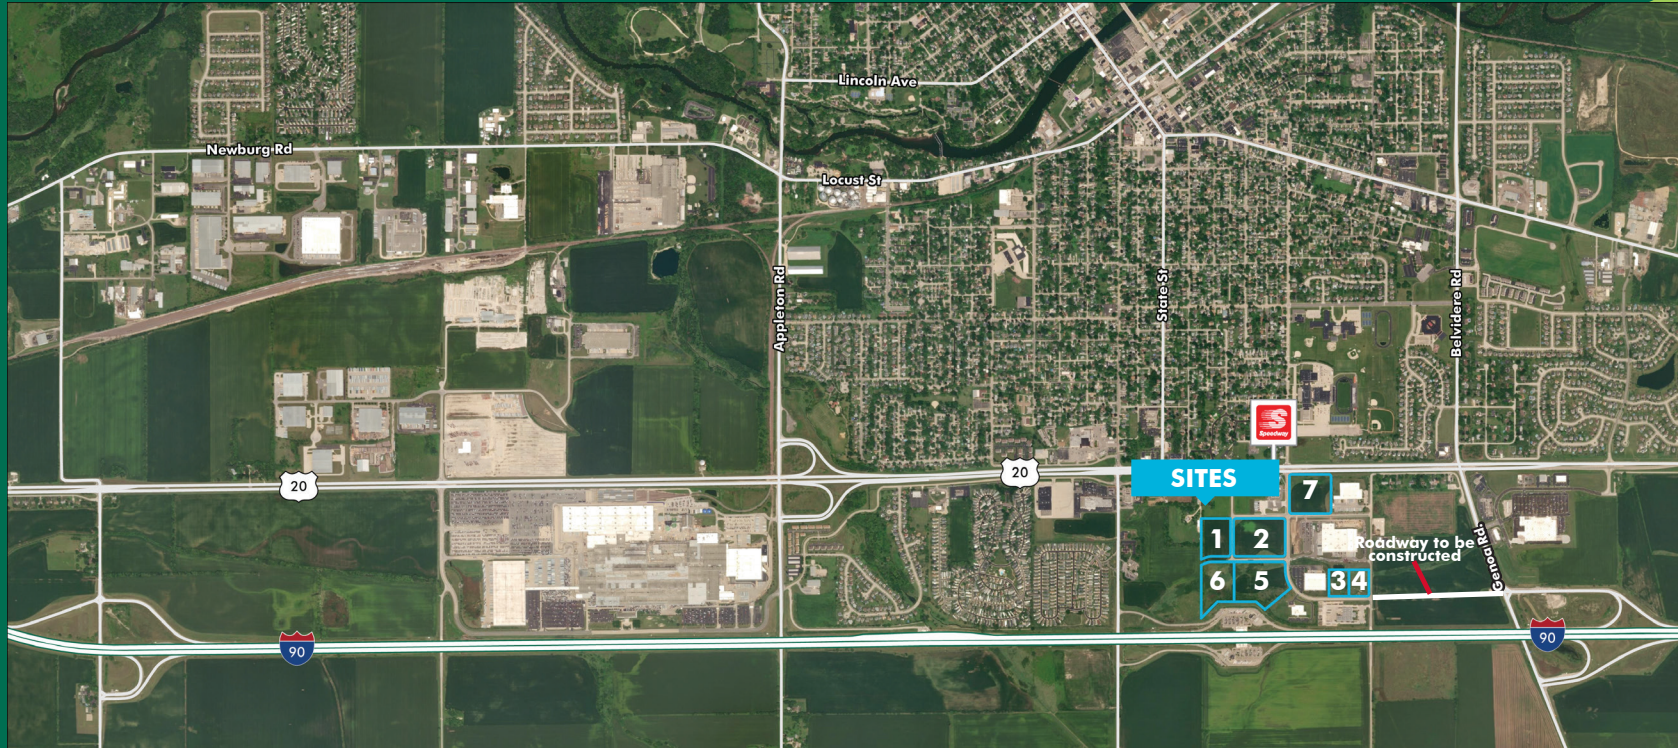 Lincoln Ave
Newburg Rd
Locust St
Appleton Rd
State St
Belvidere Rd
S
Speedway
20
20
SITES
7
1
2
Roadway to be
constructed
Genoa Rd.
6
5
3
4
90
90